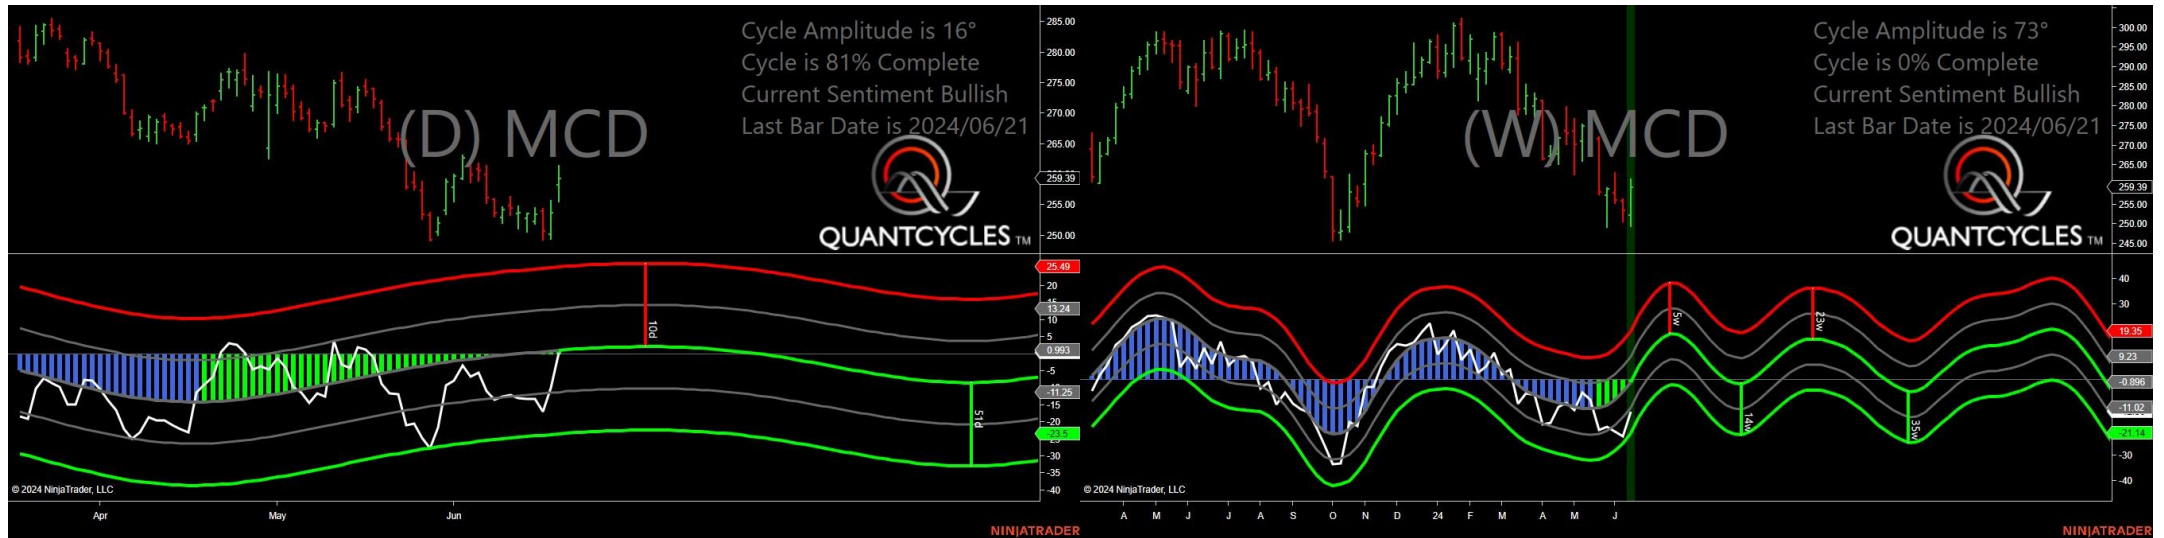 Cycle Amplitude is 16°
Cycle is 81% Complete
Current Sentiment Bullish
Last Bar Date is 2024/06/21
(D) MCD
QUANTCYCLES TM
285.00
280.00
275.00
270.00
265.00
259.39
255.00
250.00
25.49
20
15
13.24
10
5
0.993
-5
-11.25
-15
-20
-23.5
-25
-30
-35
-40
10d
51d
© 2024 NinjaTrader, LLC
Apr May Jun
NINJATRADER
Cycle Amplitude is 73°
Cycle is 0% Complete
Current Sentiment Bullish
Last Bar Date is 2024/06/21
(W) MCD
QUANTCYCLES TM
300.00
295.00
290.00
285.00
280.00
275.00
270.00
265.00
259.39
255.00
250.00
245.00
40
30
19.35
9.23
-0.896
-11.02
-21.14
-30
-40
5w
14w
23w
35w
© 2024 NinjaTrader, LLC
A M J J A S O N D 24 F M A M J
NINJATRADER